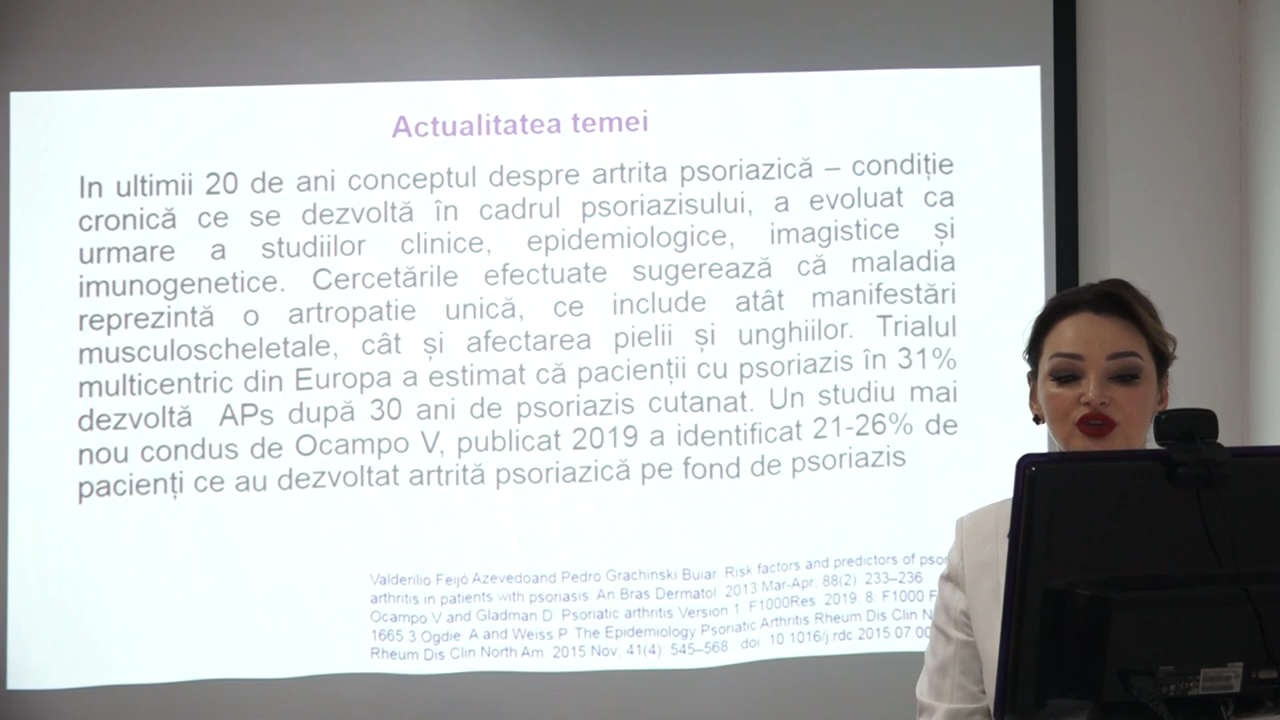 Actualitatea temei
In ultimii 20 de ani conceptul despre artrita psoriazică – condiție
cronică ce se dezvoltă în cadrul psoriazisului, a evoluat ca
urmare a studiilor clinice, epidemiologice, imagistice și
imunogenetice. Cercetările efectuate sugerează că maladia
reprezintă o artropatie unică, ce include atât manifestări
musculoscheletale, cât și afectarea pielii și unghiilor. Trialul
multicentric din Europa a estimat că pacienții cu psoriazis în 31%
dezvoltă APs după 30 ani de psoriazis cutanat. Un studiu mai
nou condus de Ocampo V, publicat 2019 a identificat 21-26% de
pacienți ce au dezvoltat artrită psoriazică pe fond de psoriazis
Valderilio Feijó Azevedoand Pedro Grachinski Buiar. Risk factors and predictors of
arthritis in patients with psoriasis. An Bras Dermatol. 2013 Mar-Apr; 88(2): 233–236.
Ocampo V and Gladman D. Psoriatic arthritis Version 1. F1000Res. 2019; 8: F1000
1665 3 Ogdie A and Weiss P. The Epidemiology Psoriatic Arthritis Rheum Dis Clin
Rheum Dis Clin North Am. 2015 Nov; 41(4): 545–568. doi: 10.1016/j.rdc.2015.07.